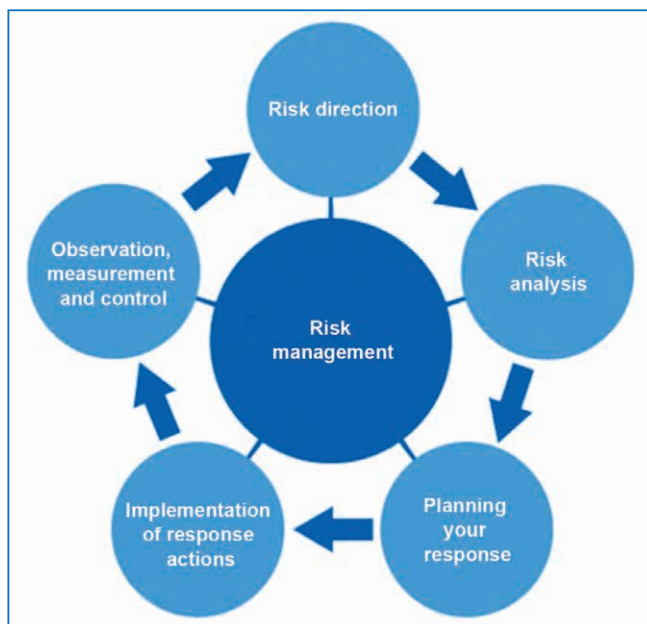 Risk direction
Risk
analysis
Planning
your
response
Implementation
of response
actions
Observation,
measurement
and control
Risk
management